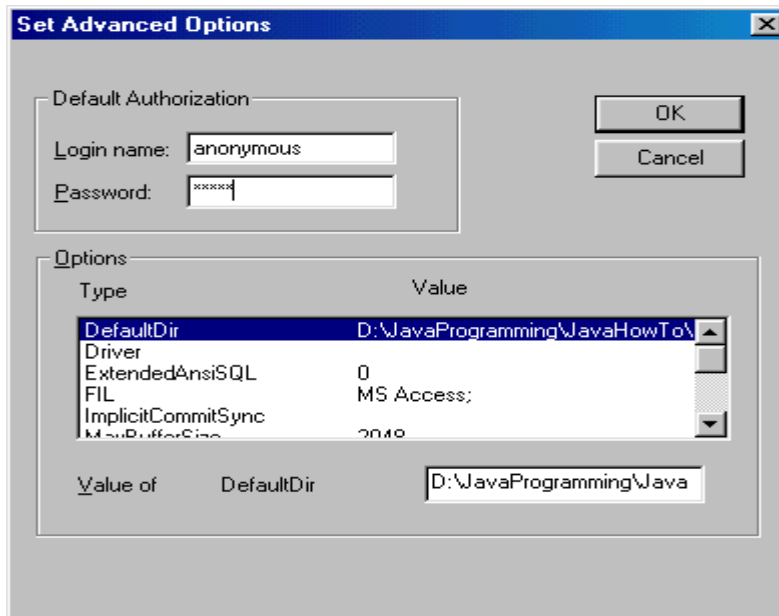 Set Advanced Options
Default Authorization
Login name: anonymous
Password: *****
OK
Cancel
Options
Type Value
DefaultDir D:\JavaProgramming\JavaHowTo\
Driver
ExtendedAnsiSQL 0
FIL MS Access;
ImplicitCommitSync
MaxBufferSize 2048
Value of DefaultDir D:\JavaProgramming\Java